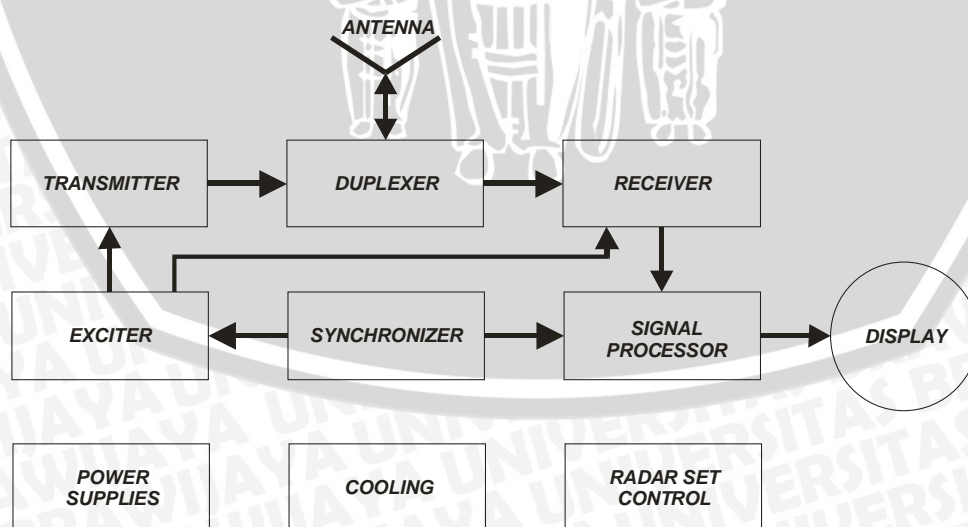 ANTENNA
TRANSMITTER
DUPLEXER
RECEIVER
EXCITER
SYNCHRONIZER
SIGNAL
PROCESSOR
DISPLAY
POWER
SUPPLIES
COOLING
RADAR SET
CONTROL